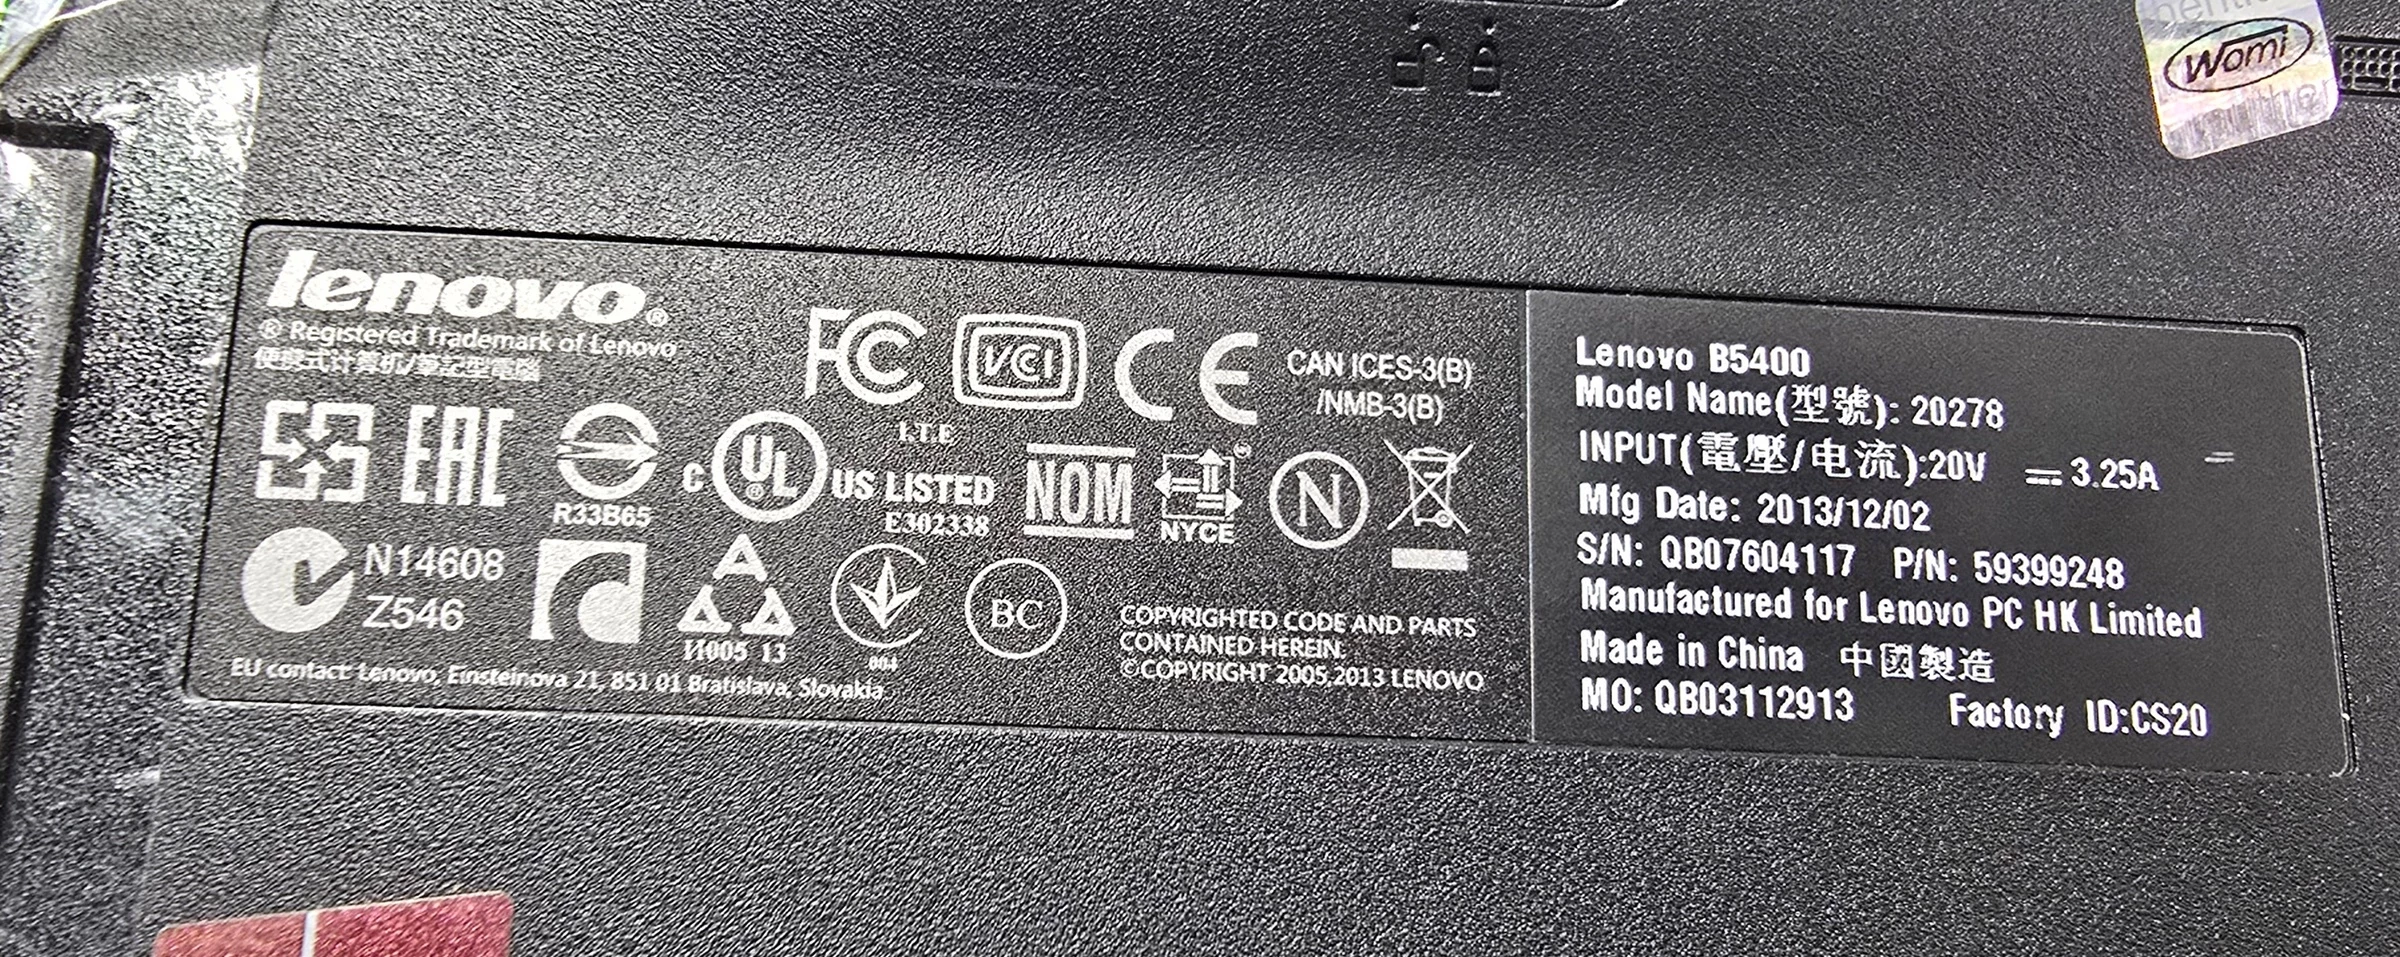 Womi
lenovo®
® Registered Trademark of Lenovo
便攜式计算机/筆記型電腦
FC
VCI
CE
CAN ICES-3(B)
/NMB-3(B)
I.T.E
EAC
R33B65
C UL® US LISTED
E302338
NOM
NYCE
N
N14608
Z546
И005 13
004
BC
COPYRIGHTED CODE AND PARTS
CONTAINED HEREIN.
©COPYRIGHT 2005,2013 LENOVO
EU contact: Lenovo, Einsteinova 21, 851 01 Bratislava, Slovakia
Lenovo B5400
Model Name(型號): 20278
INPUT(電壓/电流):20V ⎓ 3.25A
Mfg Date: 2013/12/02
S/N: QB07604117 P/N: 59399248
Manufactured for Lenovo PC HK Limited
Made in China 中國製造
MO: QB03112913 Factory ID:CS20